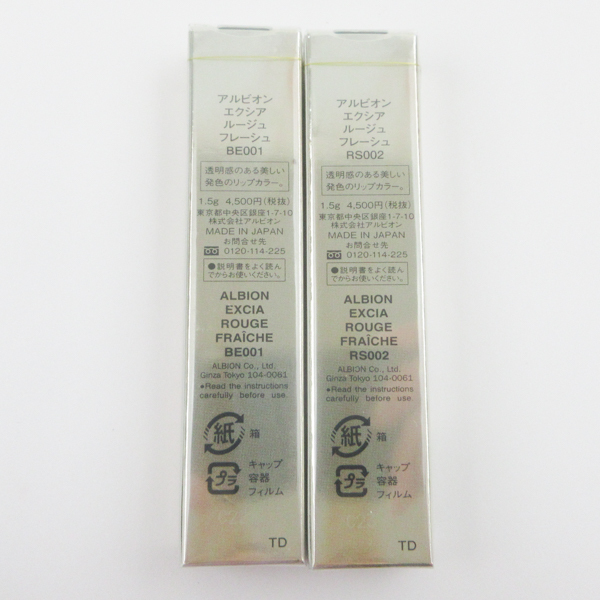 アルビオン
エクシア
ルージュ
フレーシュ
BE001
透明感のある美しい
発色のリップカラー。
1.5g 4,500円(税抜)
東京都中央区銀座1-7-10
株式会社アルビオン
MADE IN JAPAN
お問合せ先
0120-114-225
●説明書をよく読ん
でからお使いください。
ALBION
EXCIA
ROUGE
FRAÎCHE
BE001
ALBION Co., Ltd.
Ginza Tokyo 104-0061
●Read the instructions
carefully before use.
紙 箱
プラ キャップ
容器
フィルム
TD
アルビオン
エクシア
ルージュ
フレーシュ
RS002
透明感のある美しい
発色のリップカラー。
1.5g 4,500円(税抜)
東京都中央区銀座1-7-10
株式会社アルビオン
MADE IN JAPAN
お問合せ先
0120-114-225
●説明書をよく読ん
でからお使いください。
ALBION
EXCIA
ROUGE
FRAÎCHE
RS002
ALBION Co., Ltd.
Ginza Tokyo 104-0061
●Read the instructions
carefully before use.
紙 箱
プラ キャップ
容器
フィルム
TD